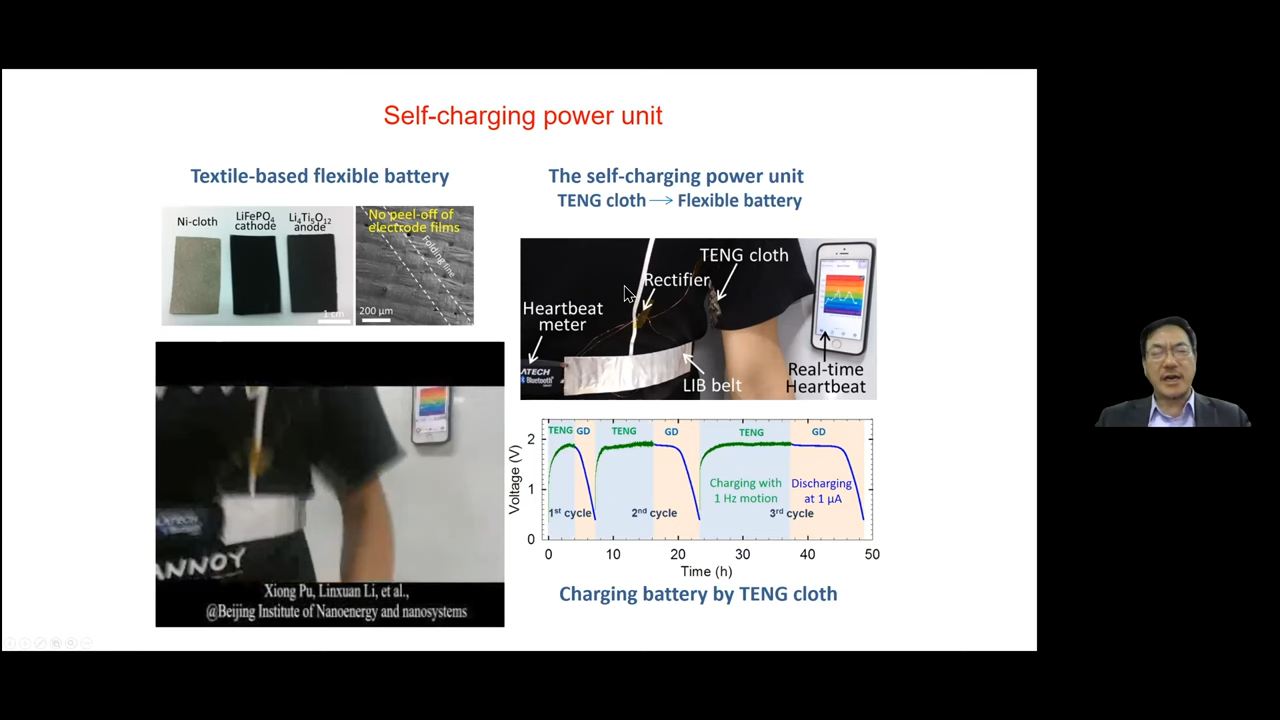 Self-charging power unit
Textile-based flexible battery
Ni-cloth
LiFePO4 cathode
Li4Ti5O12 anode
1 cm
No peel-off of
electrode films
Folding line
200 μm
The self-charging power unit
TENG cloth → Flexible battery
TENG cloth
Rectifier
Heartbeat
meter
ATECH
Bluetooth
LIB belt
Real-time
Heartbeat
ANNOY
Xiong Pu, Linxuan Li, et al.,
@Beijing Institute of Nanoenergy and nanosystems
TENG GD TENG GD TENG GD
Charging with
1 Hz motion
Discharging
at 1 μA
1st cycle 2nd cycle 3rd cycle
Voltage (V)
2
1
0
0 10 20 30 40 50
Time (h)
Charging battery by TENG cloth